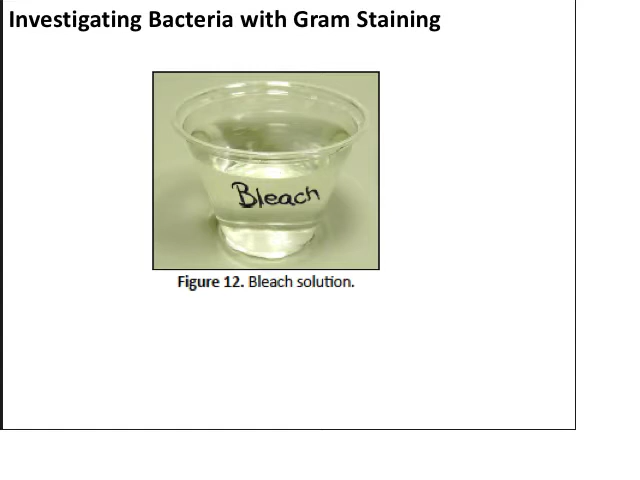 Investigating Bacteria with Gram Staining
Bleach
Figure 12. Bleach solution.